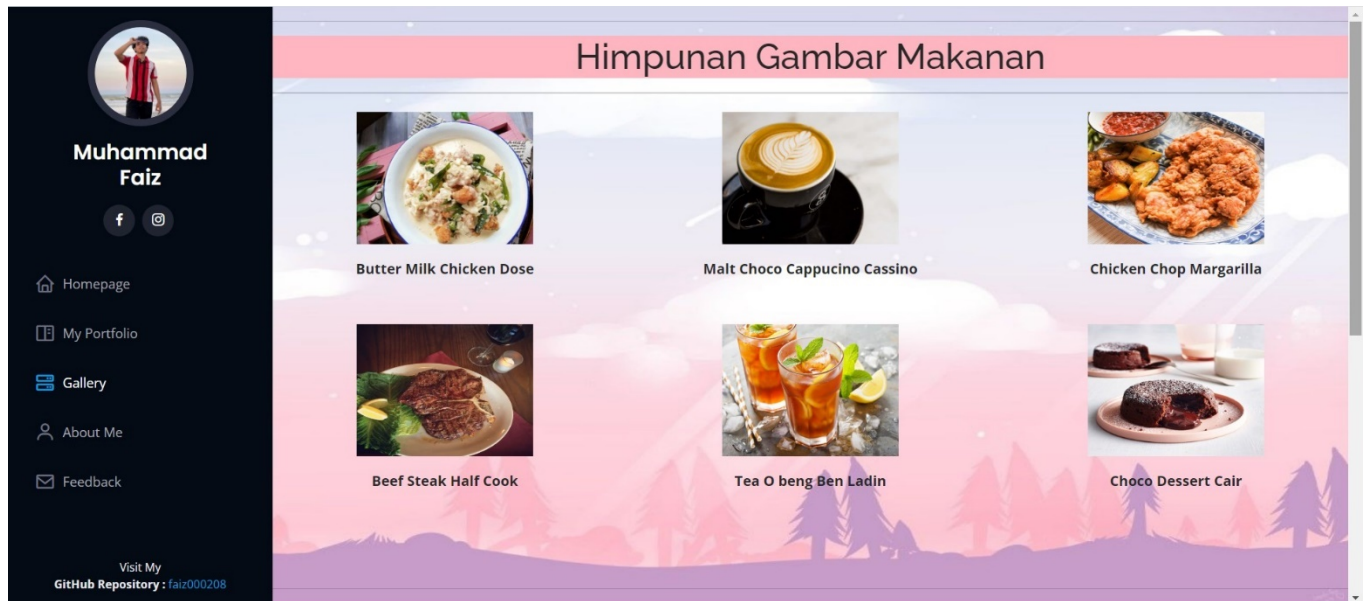 Muhammad
Faiz
Homepage
My Portfolio
Gallery
About Me
Feedback
Visit My
GitHub Repository : faiz000208
Himpunan Gambar Makanan
Butter Milk Chicken Dose
Malt Choco Cappucino Cassino
Chicken Chop Margarilla
Beef Steak Half Cook
Tea O beng Ben Ladin
Choco Dessert Cair